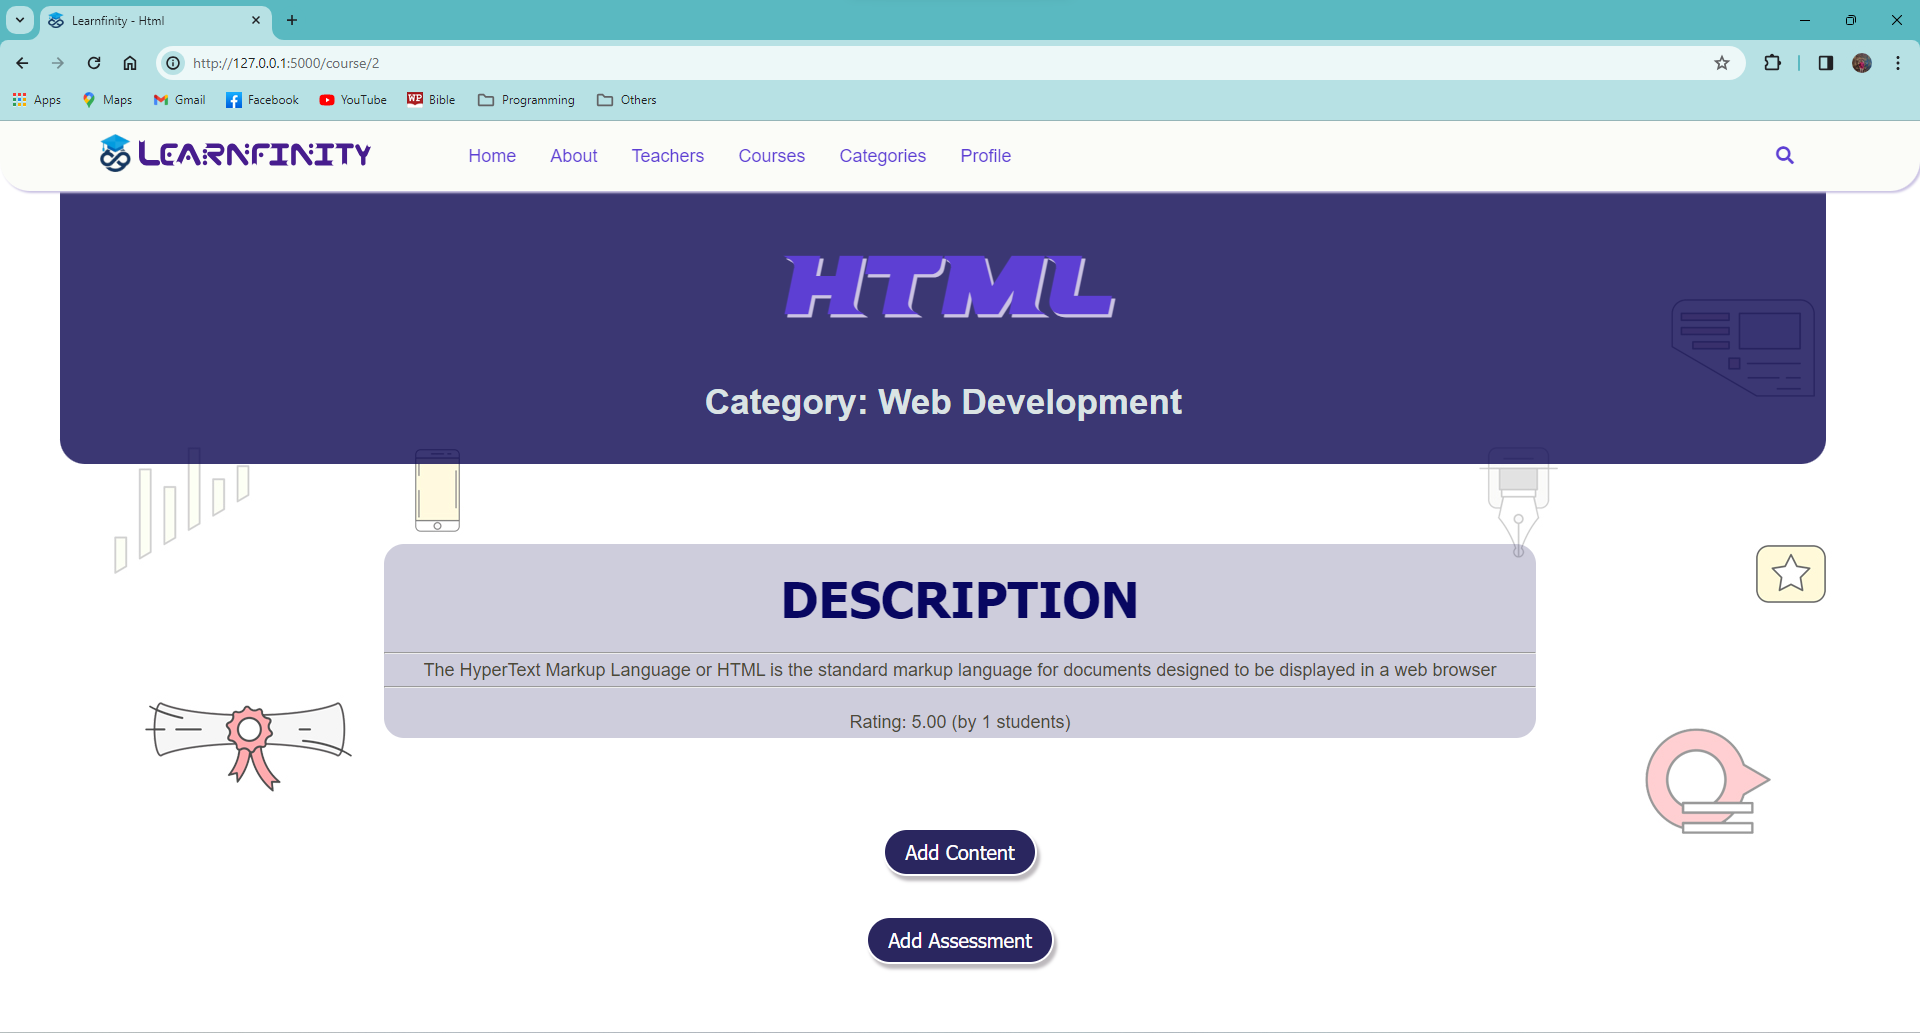 Learnfinity - Html
http://127.0.0.1:5000/course/2
Apps Maps Gmail Facebook YouTube WP Bible Programming Others
LEARNFINITY Home About Teachers Courses Categories Profile
HTML
Category: Web Development
DESCRIPTION
The HyperText Markup Language or HTML is the standard markup language for documents designed to be displayed in a web browser
Rating: 5.00 (by 1 students)
Add Content
Add Assessment